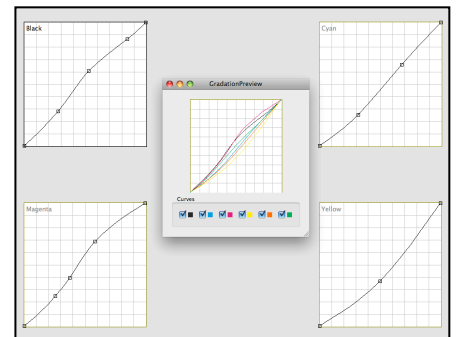 Black
Cyan
GradationPreview
Curves
Magenta
Yellow